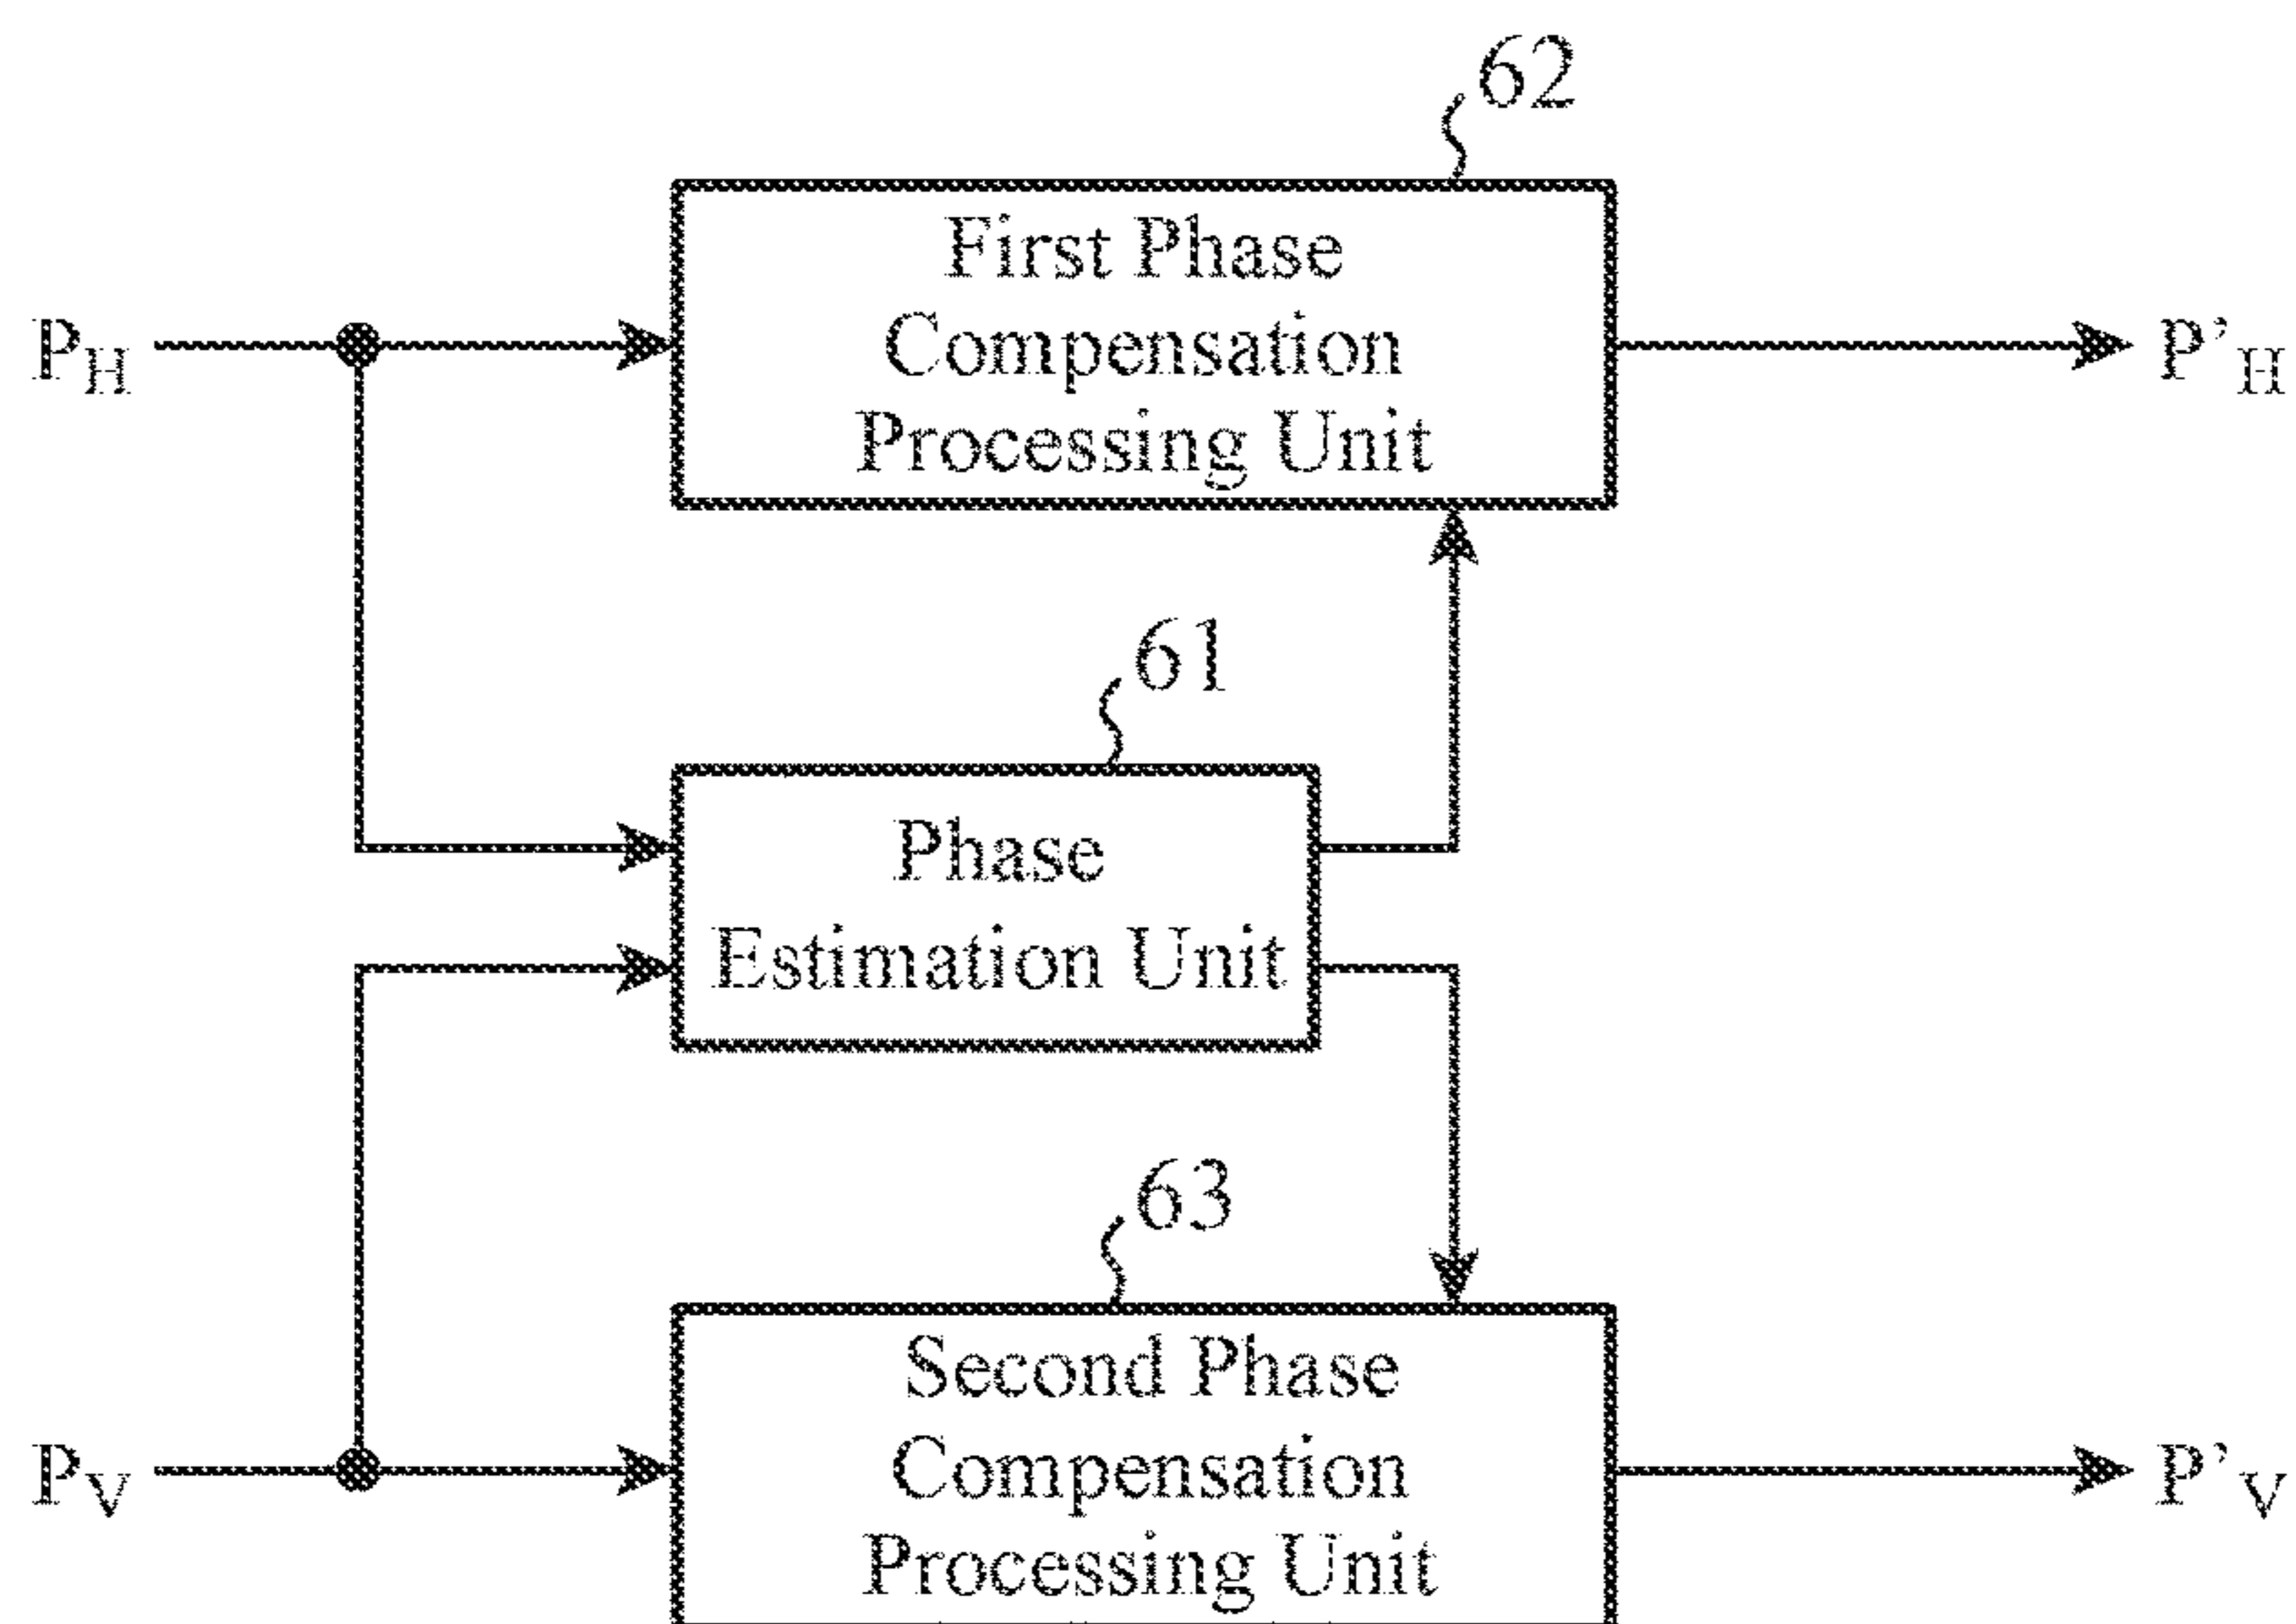 62
First Phase
Compensation
Processing Unit
P_H
P'_H
61
Phase
Estimation Unit
63
Second Phase
Compensation
Processing Unit
P_V
P'_V